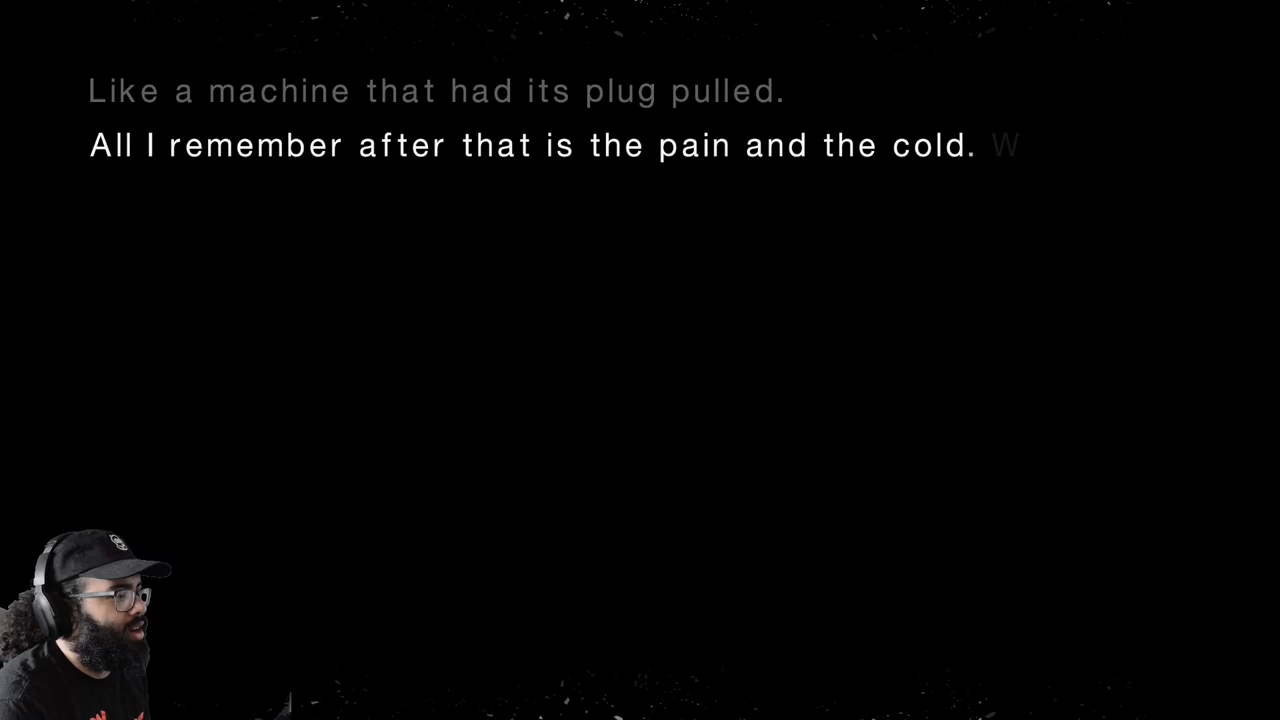 Like a machine that had its plug pulled.
All I remember after that is the pain and the cold. W